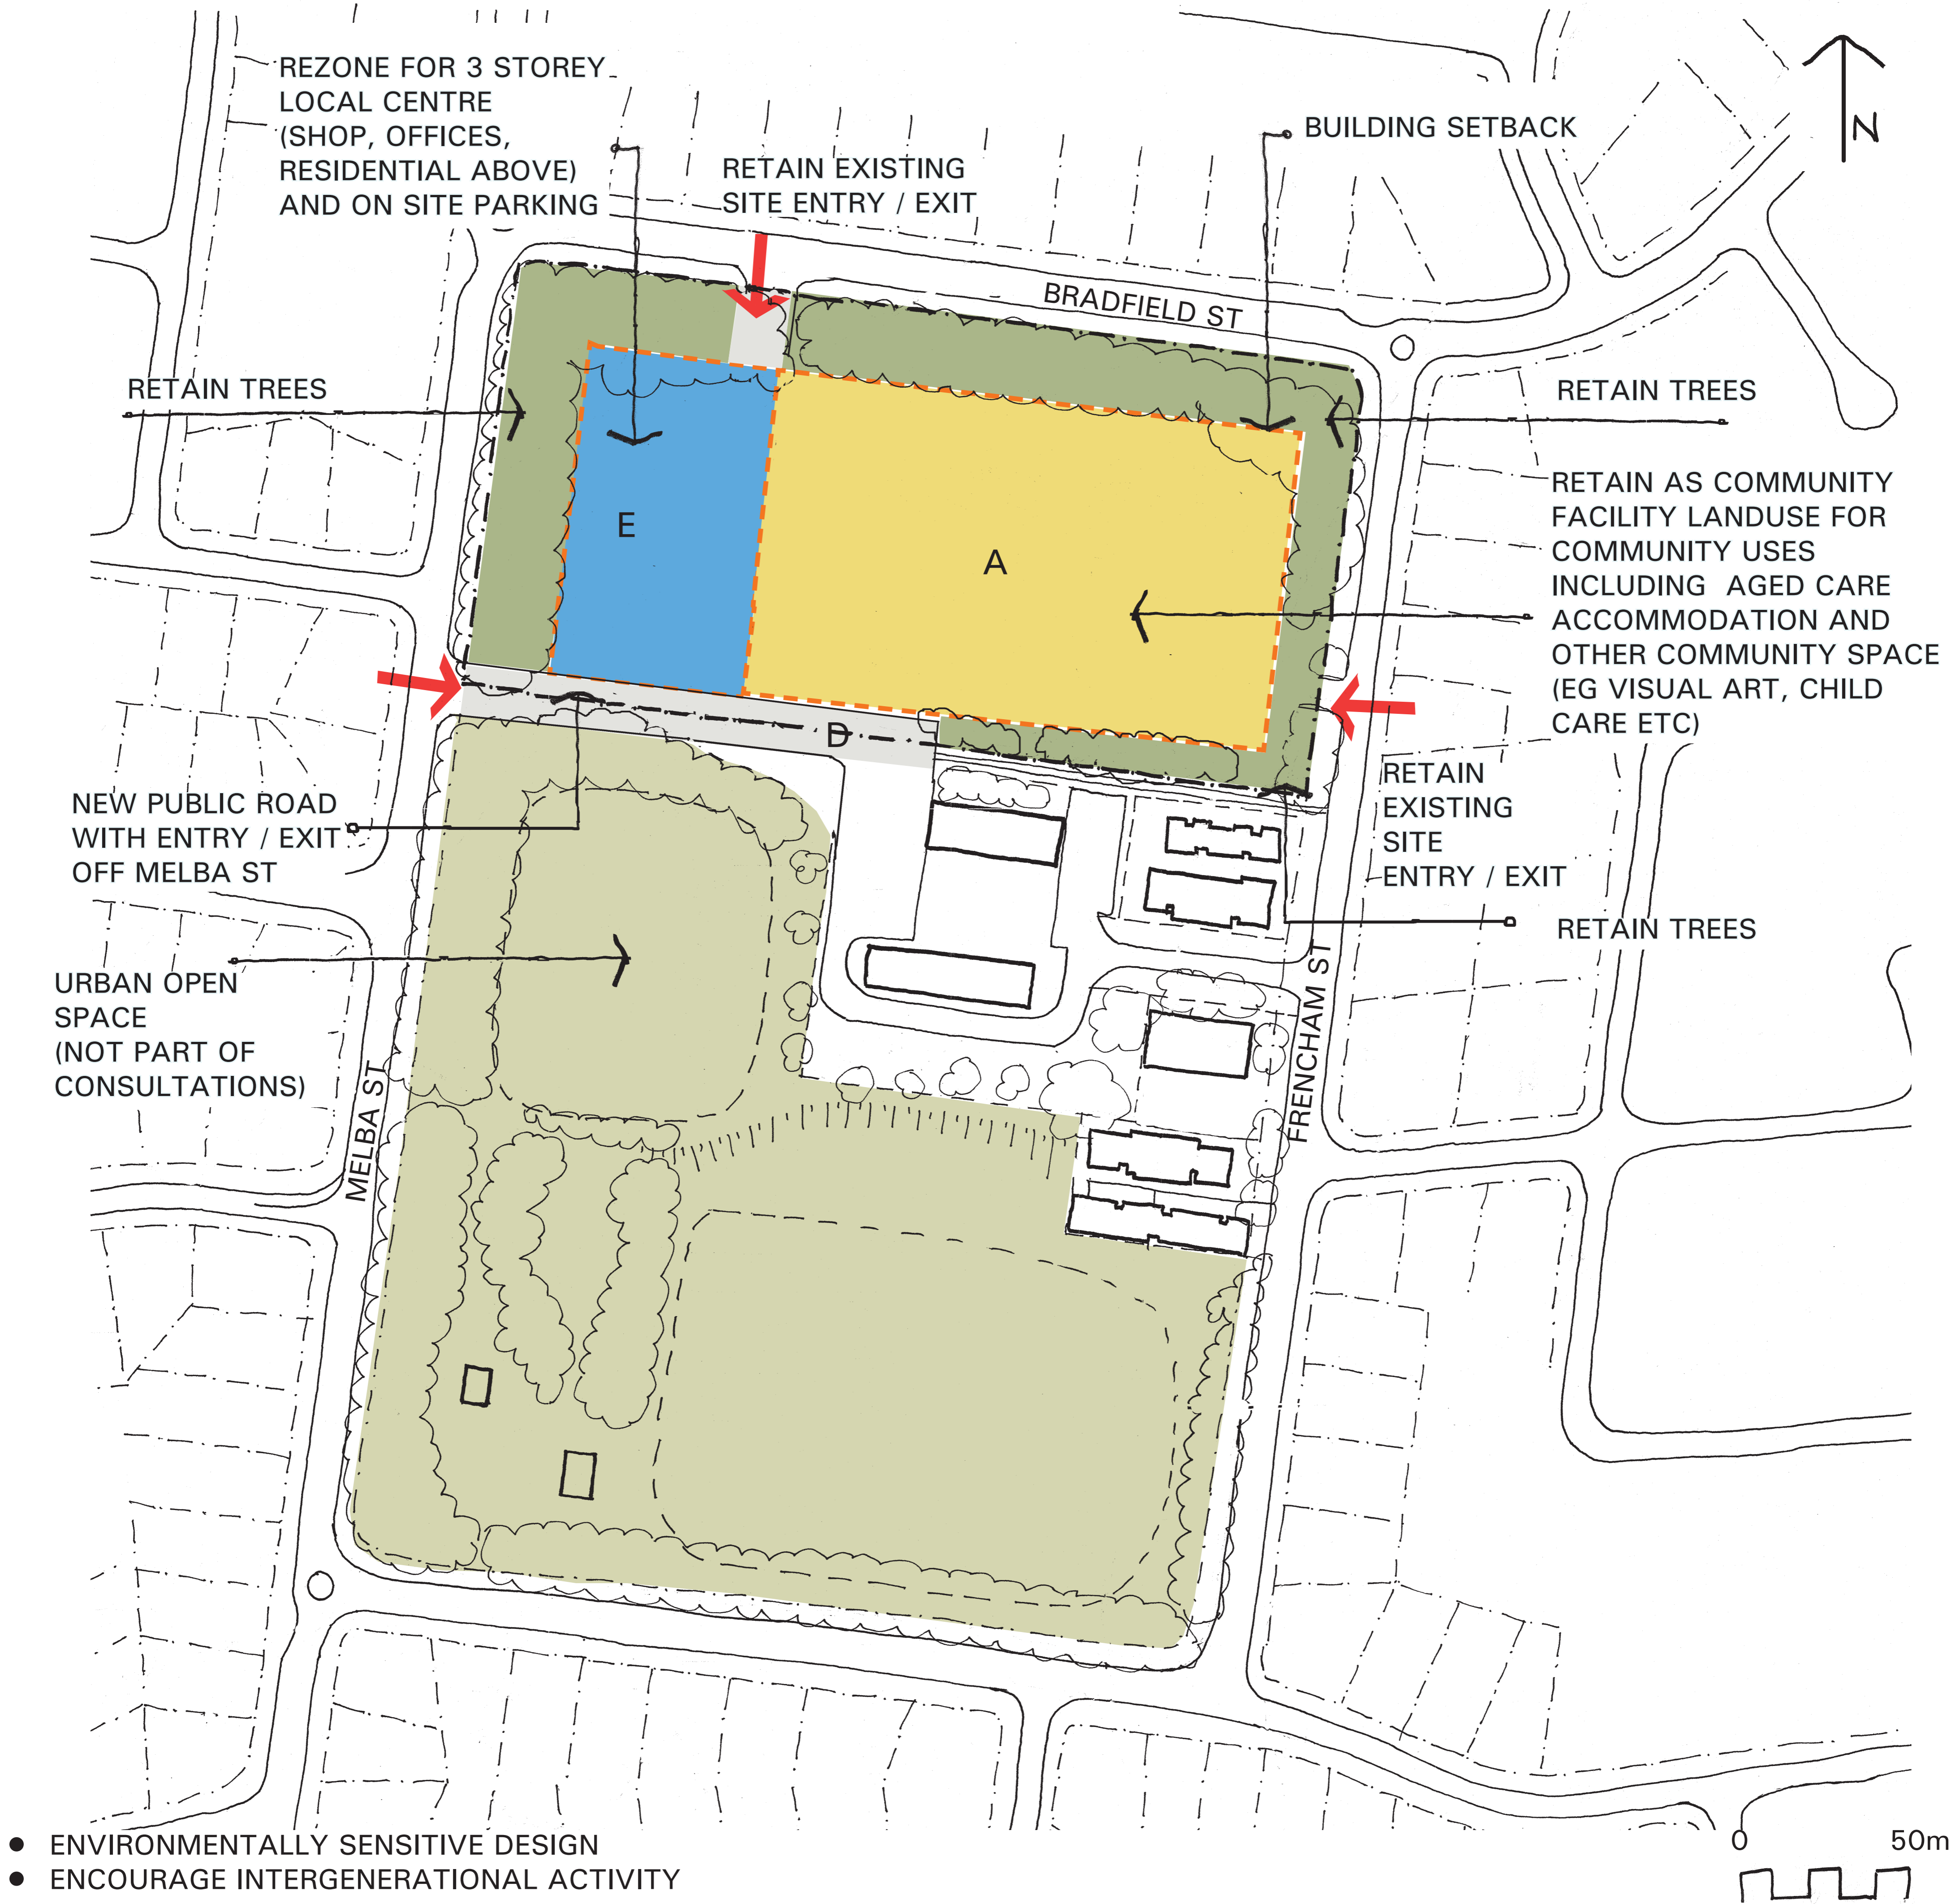 REZONE FOR 3 STOREY
LOCAL CENTRE
(SHOP, OFFICES,
RESIDENTIAL ABOVE)
AND ON SITE PARKING
RETAIN EXISTING
SITE ENTRY / EXIT
BUILDING SETBACK
N
BRADFIELD ST
RETAIN TREES
RETAIN TREES
E
A
RETAIN AS COMMUNITY
FACILITY LANDUSE FOR
COMMUNITY USES
INCLUDING AGED CARE
ACCOMMODATION AND
OTHER COMMUNITY SPACE
(EG VISUAL ART, CHILD
CARE ETC)
D
NEW PUBLIC ROAD
WITH ENTRY / EXIT
OFF MELBA ST
RETAIN
EXISTING
SITE
ENTRY / EXIT
RETAIN TREES
URBAN OPEN
SPACE
(NOT PART OF
CONSULTATIONS)
MELBA ST
FRENCHAM ST
● ENVIRONMENTALLY SENSITIVE DESIGN
● ENCOURAGE INTERGENERATIONAL ACTIVITY
0 50m